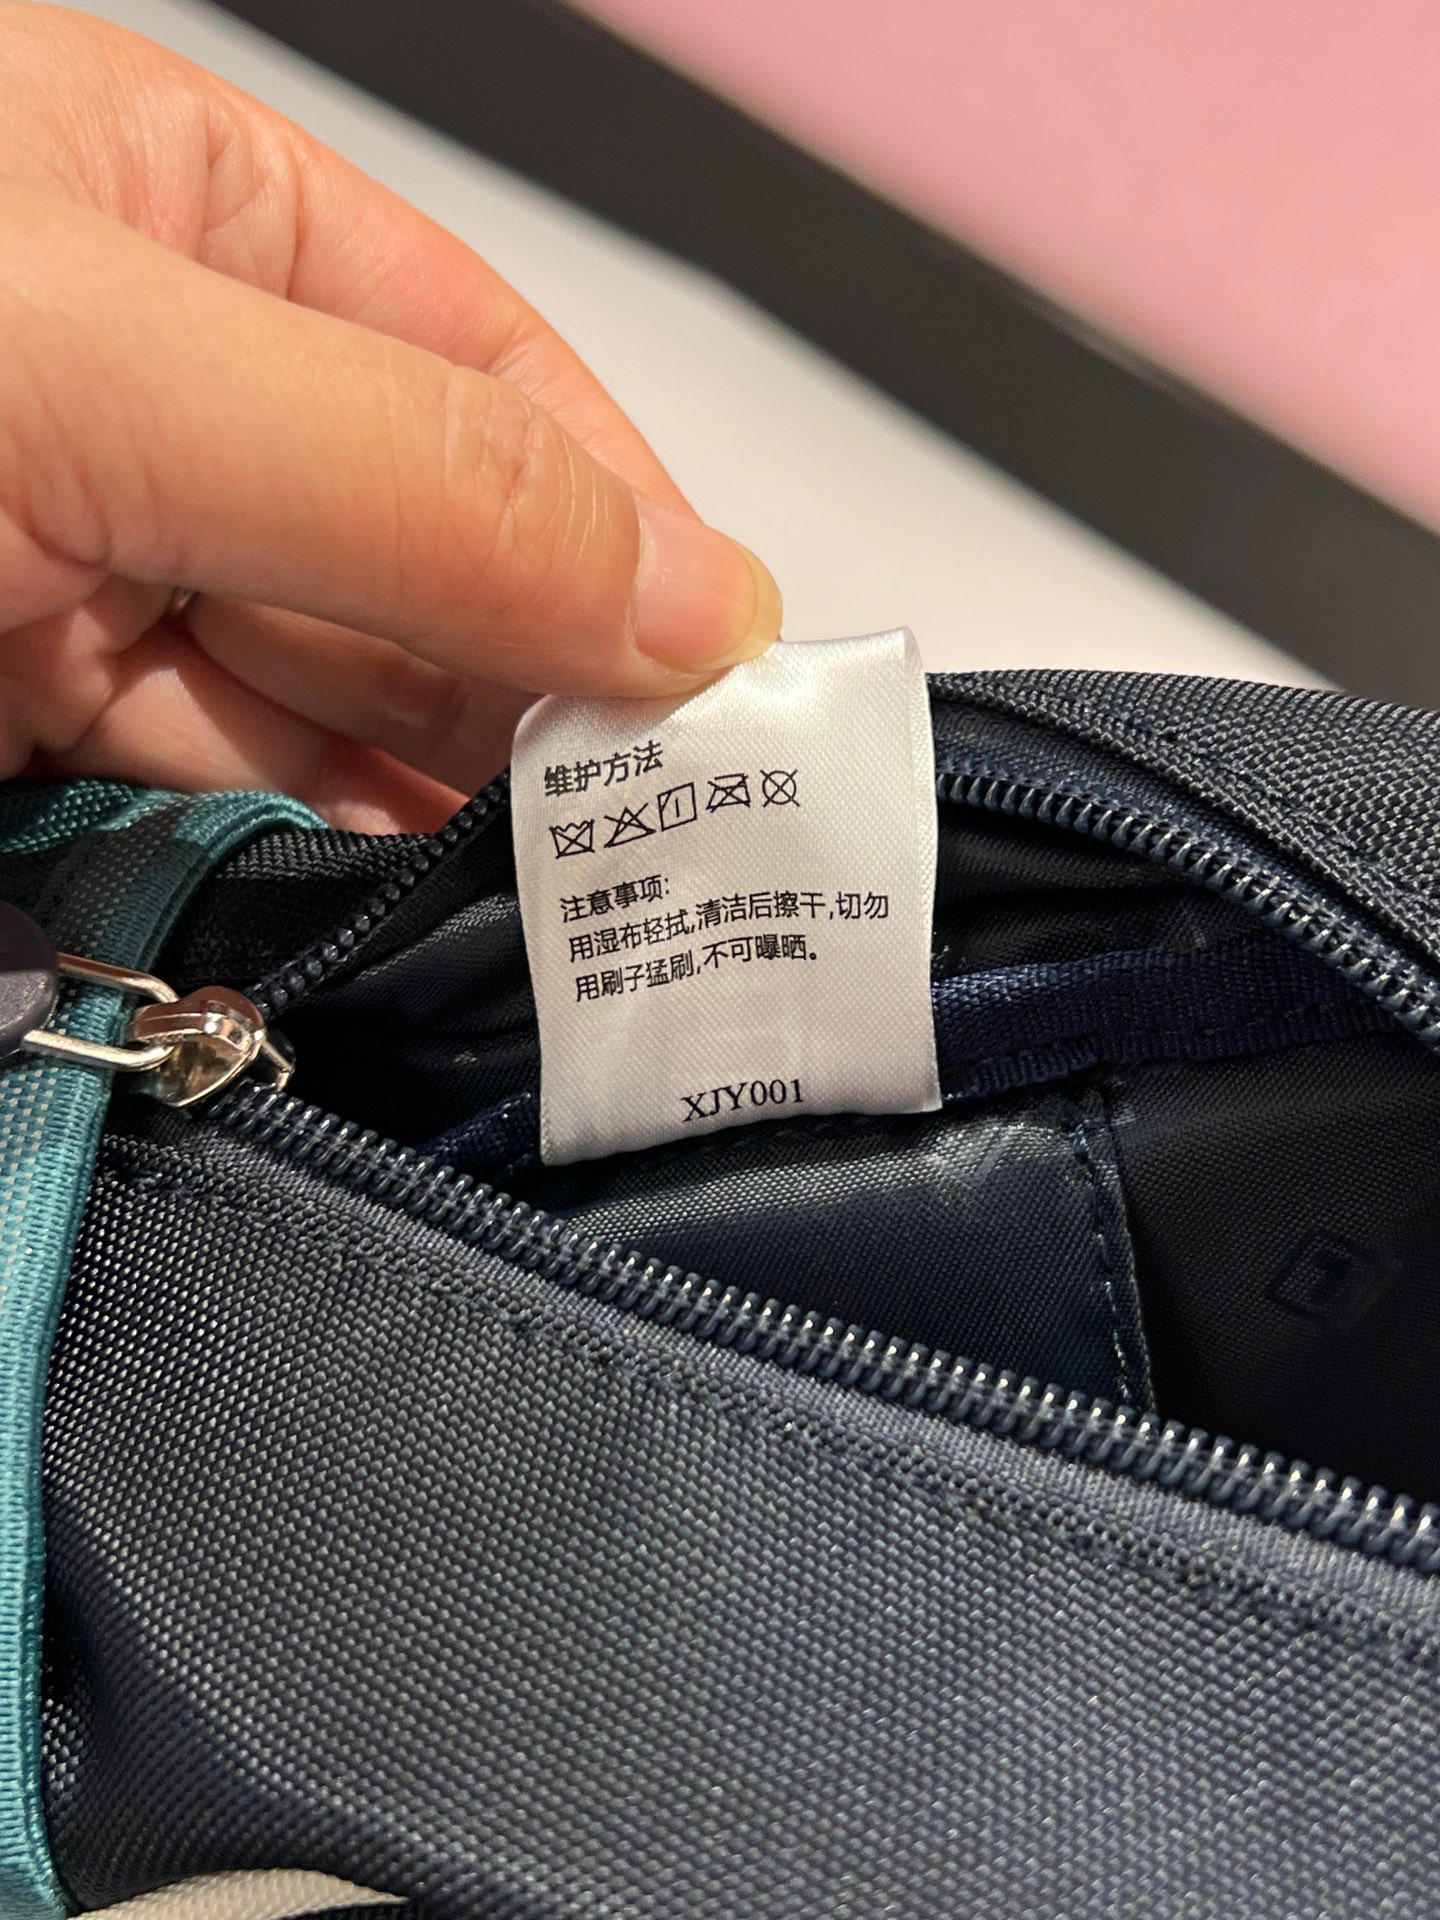 维护方法
注意事项:
用湿布轻拭,清洁后擦干,切勿
用刷子猛刷,不可曝晒。
XJY001